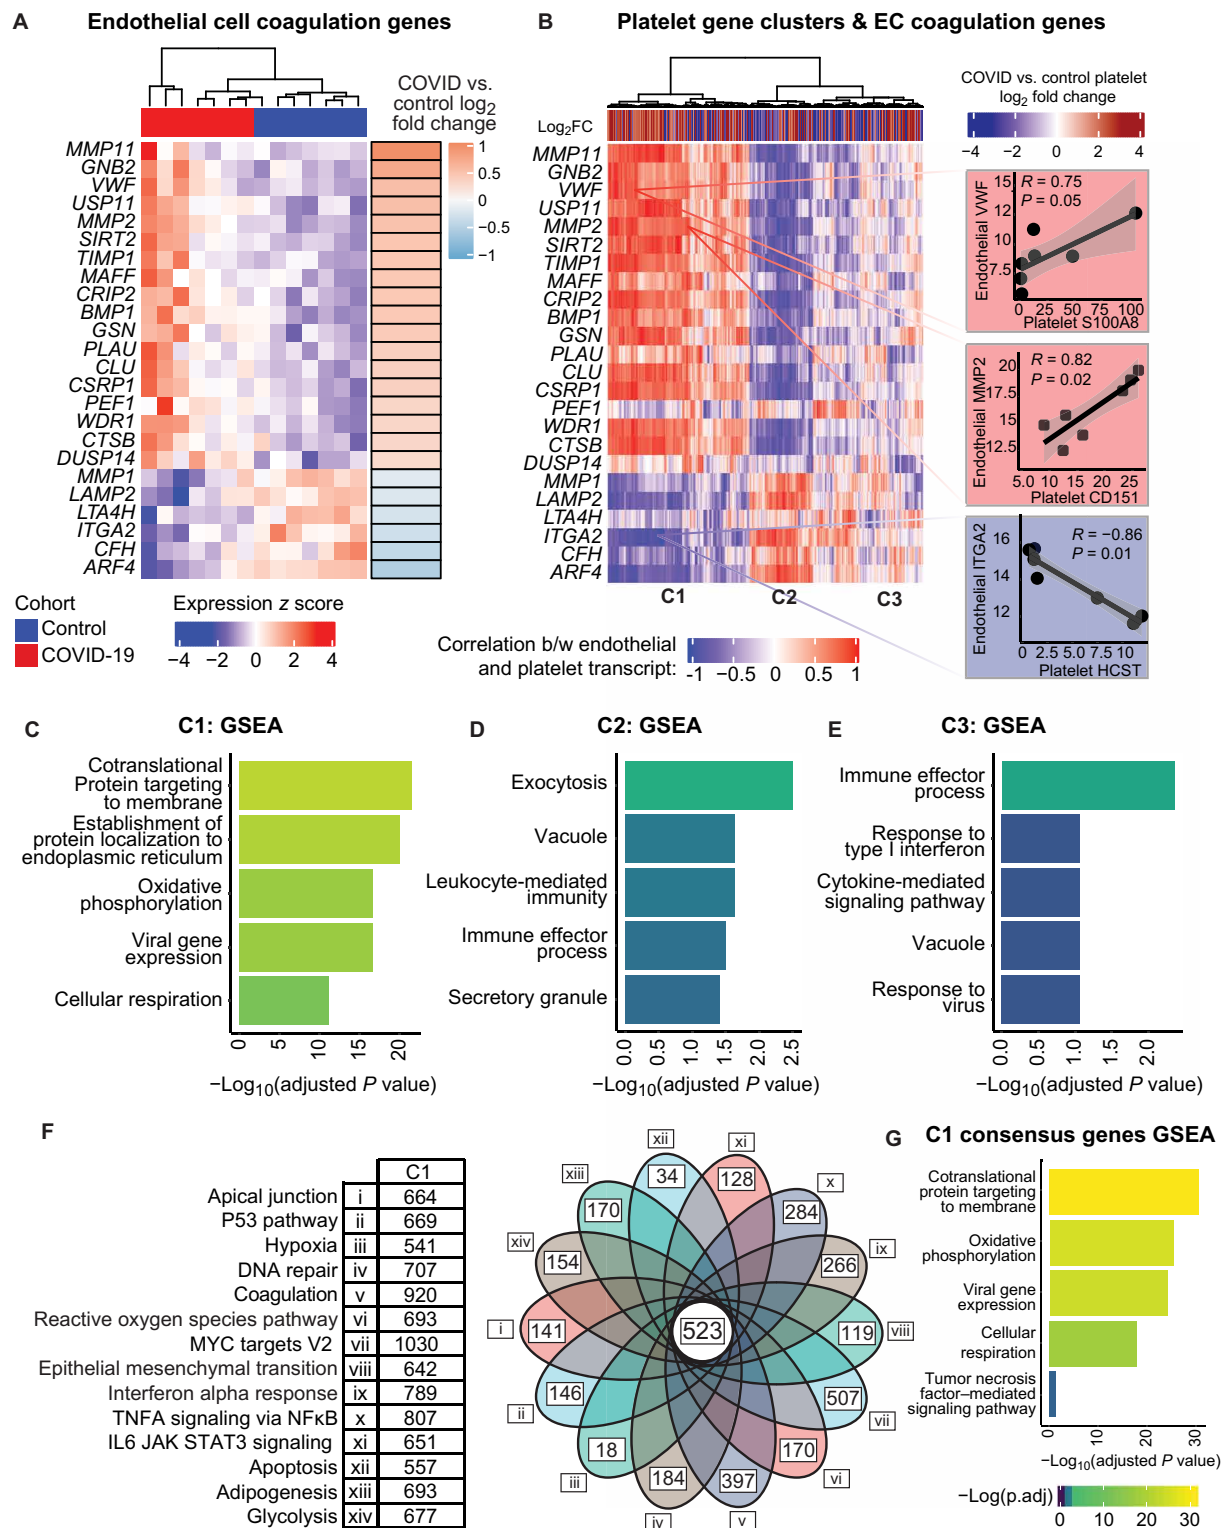 A Endothelial cell coagulation genes
COVID vs.
control log2
fold change
1
0.5
0
−0.5
−1
MMP11
GNB2
VWF
USP11
MMP2
SIRT2
TIMP1
MAFF
CRIP2
BMP1
GSN
PLAU
CLU
CSRP1
PEF1
WDR1
CTSB
DUSP14
MMP1
LAMP2
LTA4H
ITGA2
CFH
ARF4
Cohort
Control
COVID-19
Expression z score
−4 −2 0 2 4
B Platelet gene clusters & EC coagulation genes
COVID vs. control platelet
log2 fold change
−4 −2 0 2 4
Log2FC
MMP11
GNB2
VWF
USP11
MMP2
SIRT2
TIMP1
MAFF
CRIP2
BMP1
GSN
PLAU
CLU
CSRP1
PEF1
WDR1
CTSB
DUSP14
MMP1
LAMP2
LTA4H
ITGA2
CFH
ARF4
C1 C2 C3
Correlation b/w endothelial
and platelet transcript:
-1 −0.5 0 0.5 1
Endothelial VWF
15
12
10
7.5
R = 0.75
P = 0.05
0 25 50 75 100
Platelet S100A8
Endothelial MMP2
20
17.5
15
12.5
R = 0.82
P = 0.02
5.0 10 15 20 25
Platelet CD151
Endothelial ITGA2
16
14
12
R = −0.86
P = 0.01
0 2.5 5.0 7.5 10
Platelet HCST
C C1: GSEA
Cotranslational
Protein targeting
to membrane
Establishment of
protein localization to
endoplasmic reticulum
Oxidative
phosphorylation
Viral gene
expression
Cellular respiration
0 5 10 15 20
−Log10(adjusted P value)
D C2: GSEA
Exocytosis
Vacuole
Leukocyte-mediated
immunity
Immune effector
process
Secretory granule
0.0 0.5 1.0 1.5 2.0 2.5
−Log10(adjusted P value)
E C3: GSEA
Immune effector
process
Response to
type I interferon
Cytokine-mediated
signaling pathway
Vacuole
Response to
virus
0.0 0.5 1.0 1.5 2.0
−Log10(adjusted P value)
F
C1
Apical junction i 664
P53 pathway ii 669
Hypoxia iii 541
DNA repair iv 707
Coagulation v 920
Reactive oxygen species pathway vi 693
MYC targets V2 vii 1030
Epithelial mesenchymal transition viii 642
Interferon alpha response ix 789
TNFA signaling via NFκB x 807
IL6 JAK STAT3 signaling xi 651
Apoptosis xii 557
Adipogenesis xiii 693
Glycolysis xiv 677
xii
34
xi
128
x
284
ix
266
viii
119
vii
507
vi
170
v
397
iv
184
iii
18
ii
146
i
141
xiv
154
xiii
170
523
G C1 consensus genes GSEA
Cotranslational
protein targeting
to membrane
Oxidative
phosphorylation
Viral gene
expression
Cellular
respiration
Tumor necrosis
factor–mediated
signaling pathway
0 10 20 30
−Log10(adjusted P value)
−Log(p.adj)
0 10 20 30